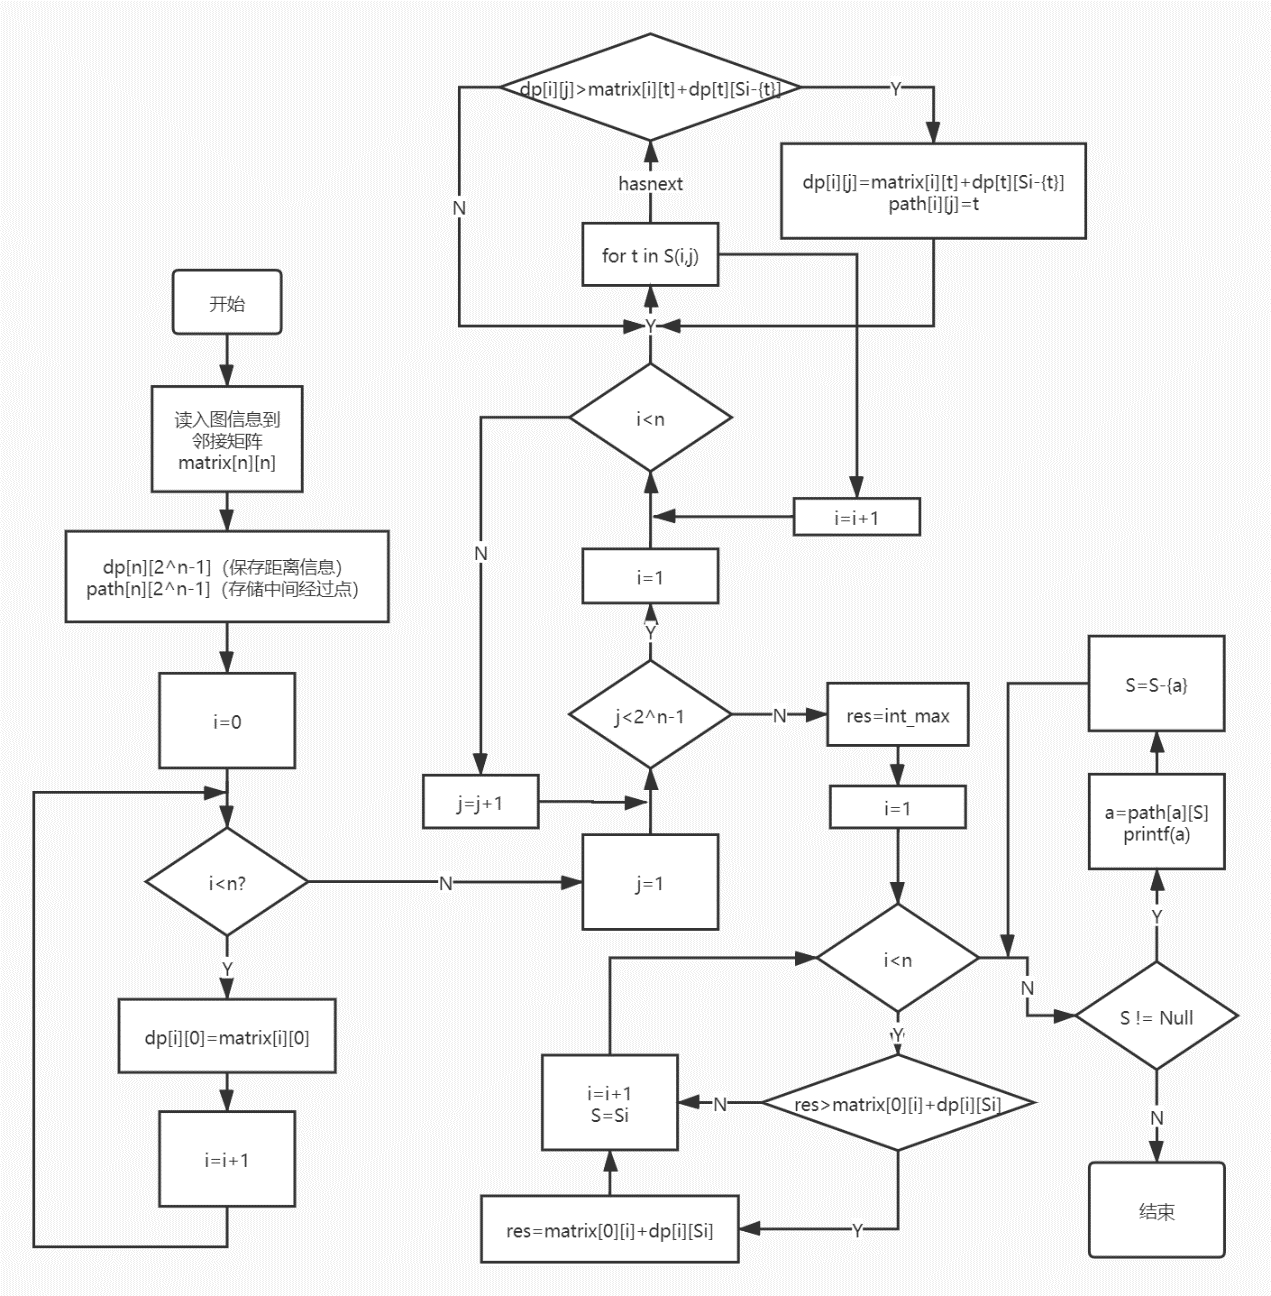 开始
读入图信息到
邻接矩阵
matrix[n][n]
dp[n][2^n-1]（保存距离信息）
path[n][2^n-1]（存储中间经过点）
i=0
i<n?
N
Y
dp[i][0]=matrix[i][0]
i=i+1
j=1
j<2^n-1
Y
N
i=1
i<n
Y
N
for t in S(i,j)
hasnext
dp[i][j]>matrix[i][t]+dp[t][Si-{t}]
Y
N
dp[i][j]=matrix[i][t]+dp[t][Si-{t}]
path[i][j]=t
i=i+1
j=j+1
res=int_max
i=1
i<n
Y
N
res>matrix[0][i]+dp[i][Si]
N
Y
res=matrix[0][i]+dp[i][Si]
i=i+1
S=Si
S != Null
Y
N
a=path[a][S]
printf(a)
S=S-{a}
结束